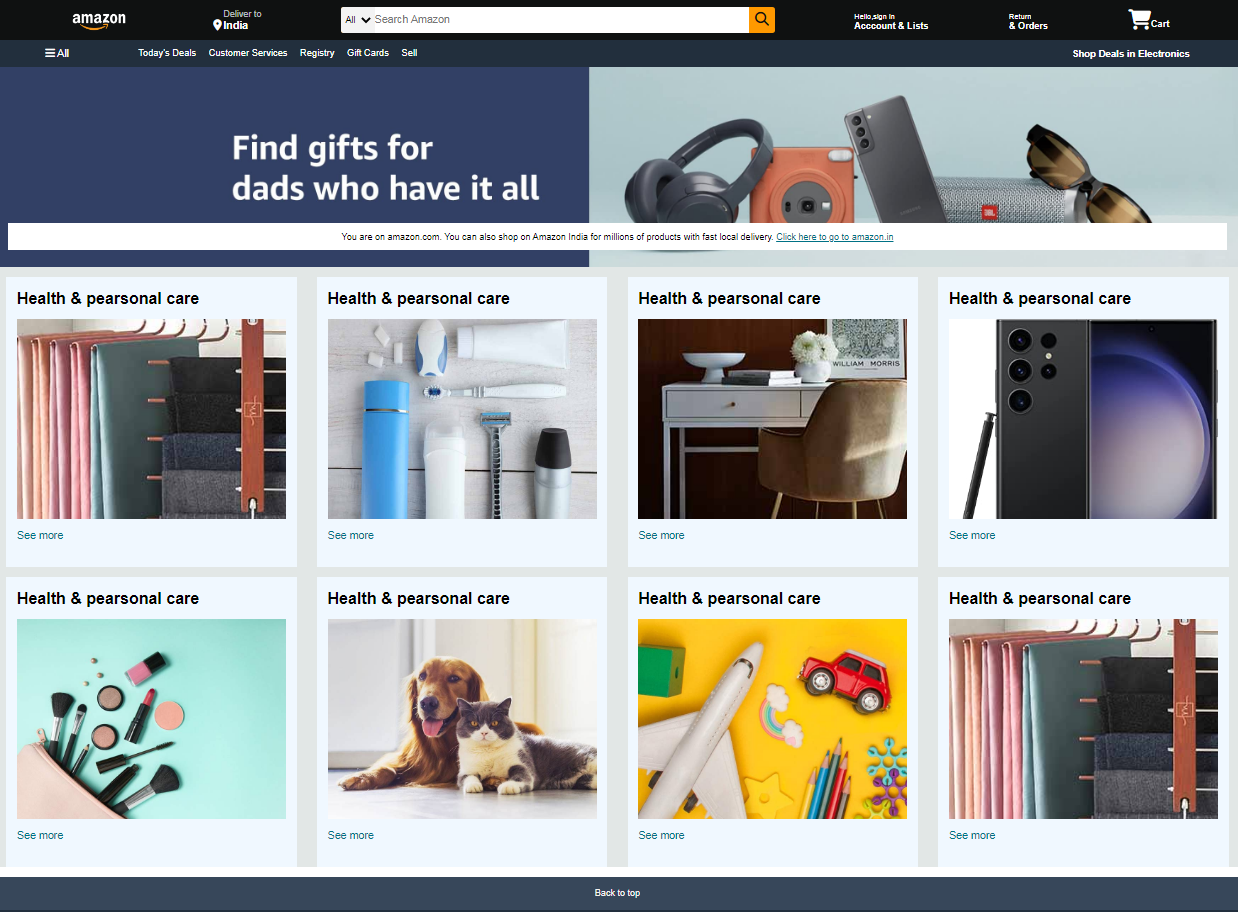 amazon
Deliver to
India
All
Search Amazon
Hello,sign in
Acccount & Lists
Return
& Orders
Cart
All
Today's Deals
Customer Services
Registry
Gift Cards
Sell
Shop Deals in Electronics
Find gifts for
dads who have it all
JBL
You are on amazon.com. You can also shop on Amazon India for millions of products with fast local delivery. Click here to go to amazon.in
Health & pearsonal care
Health & pearsonal care
Health & pearsonal care
Health & pearsonal care
WILLIAM MORRIS
See more
See more
See more
See more
Health & pearsonal care
Health & pearsonal care
Health & pearsonal care
Health & pearsonal care
See more
See more
See more
See more
Back to top